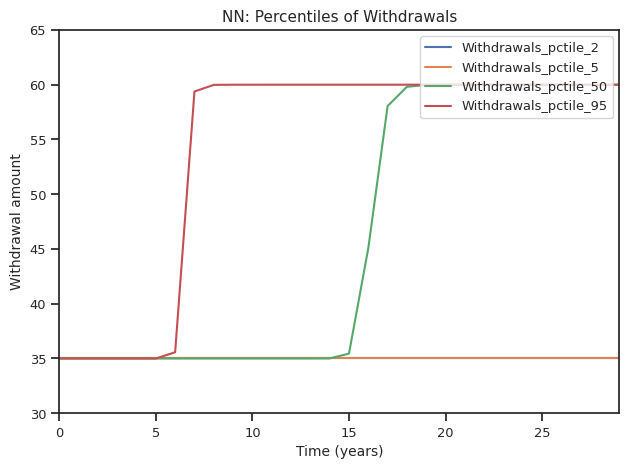 NN: Percentiles of Withdrawals
65
60
55
50
45
40
35
30
Withdrawal amount
Withdrawals_pctile_2
Withdrawals_pctile_5
Withdrawals_pctile_50
Withdrawals_pctile_95
0 5 10 15 20 25
Time (years)